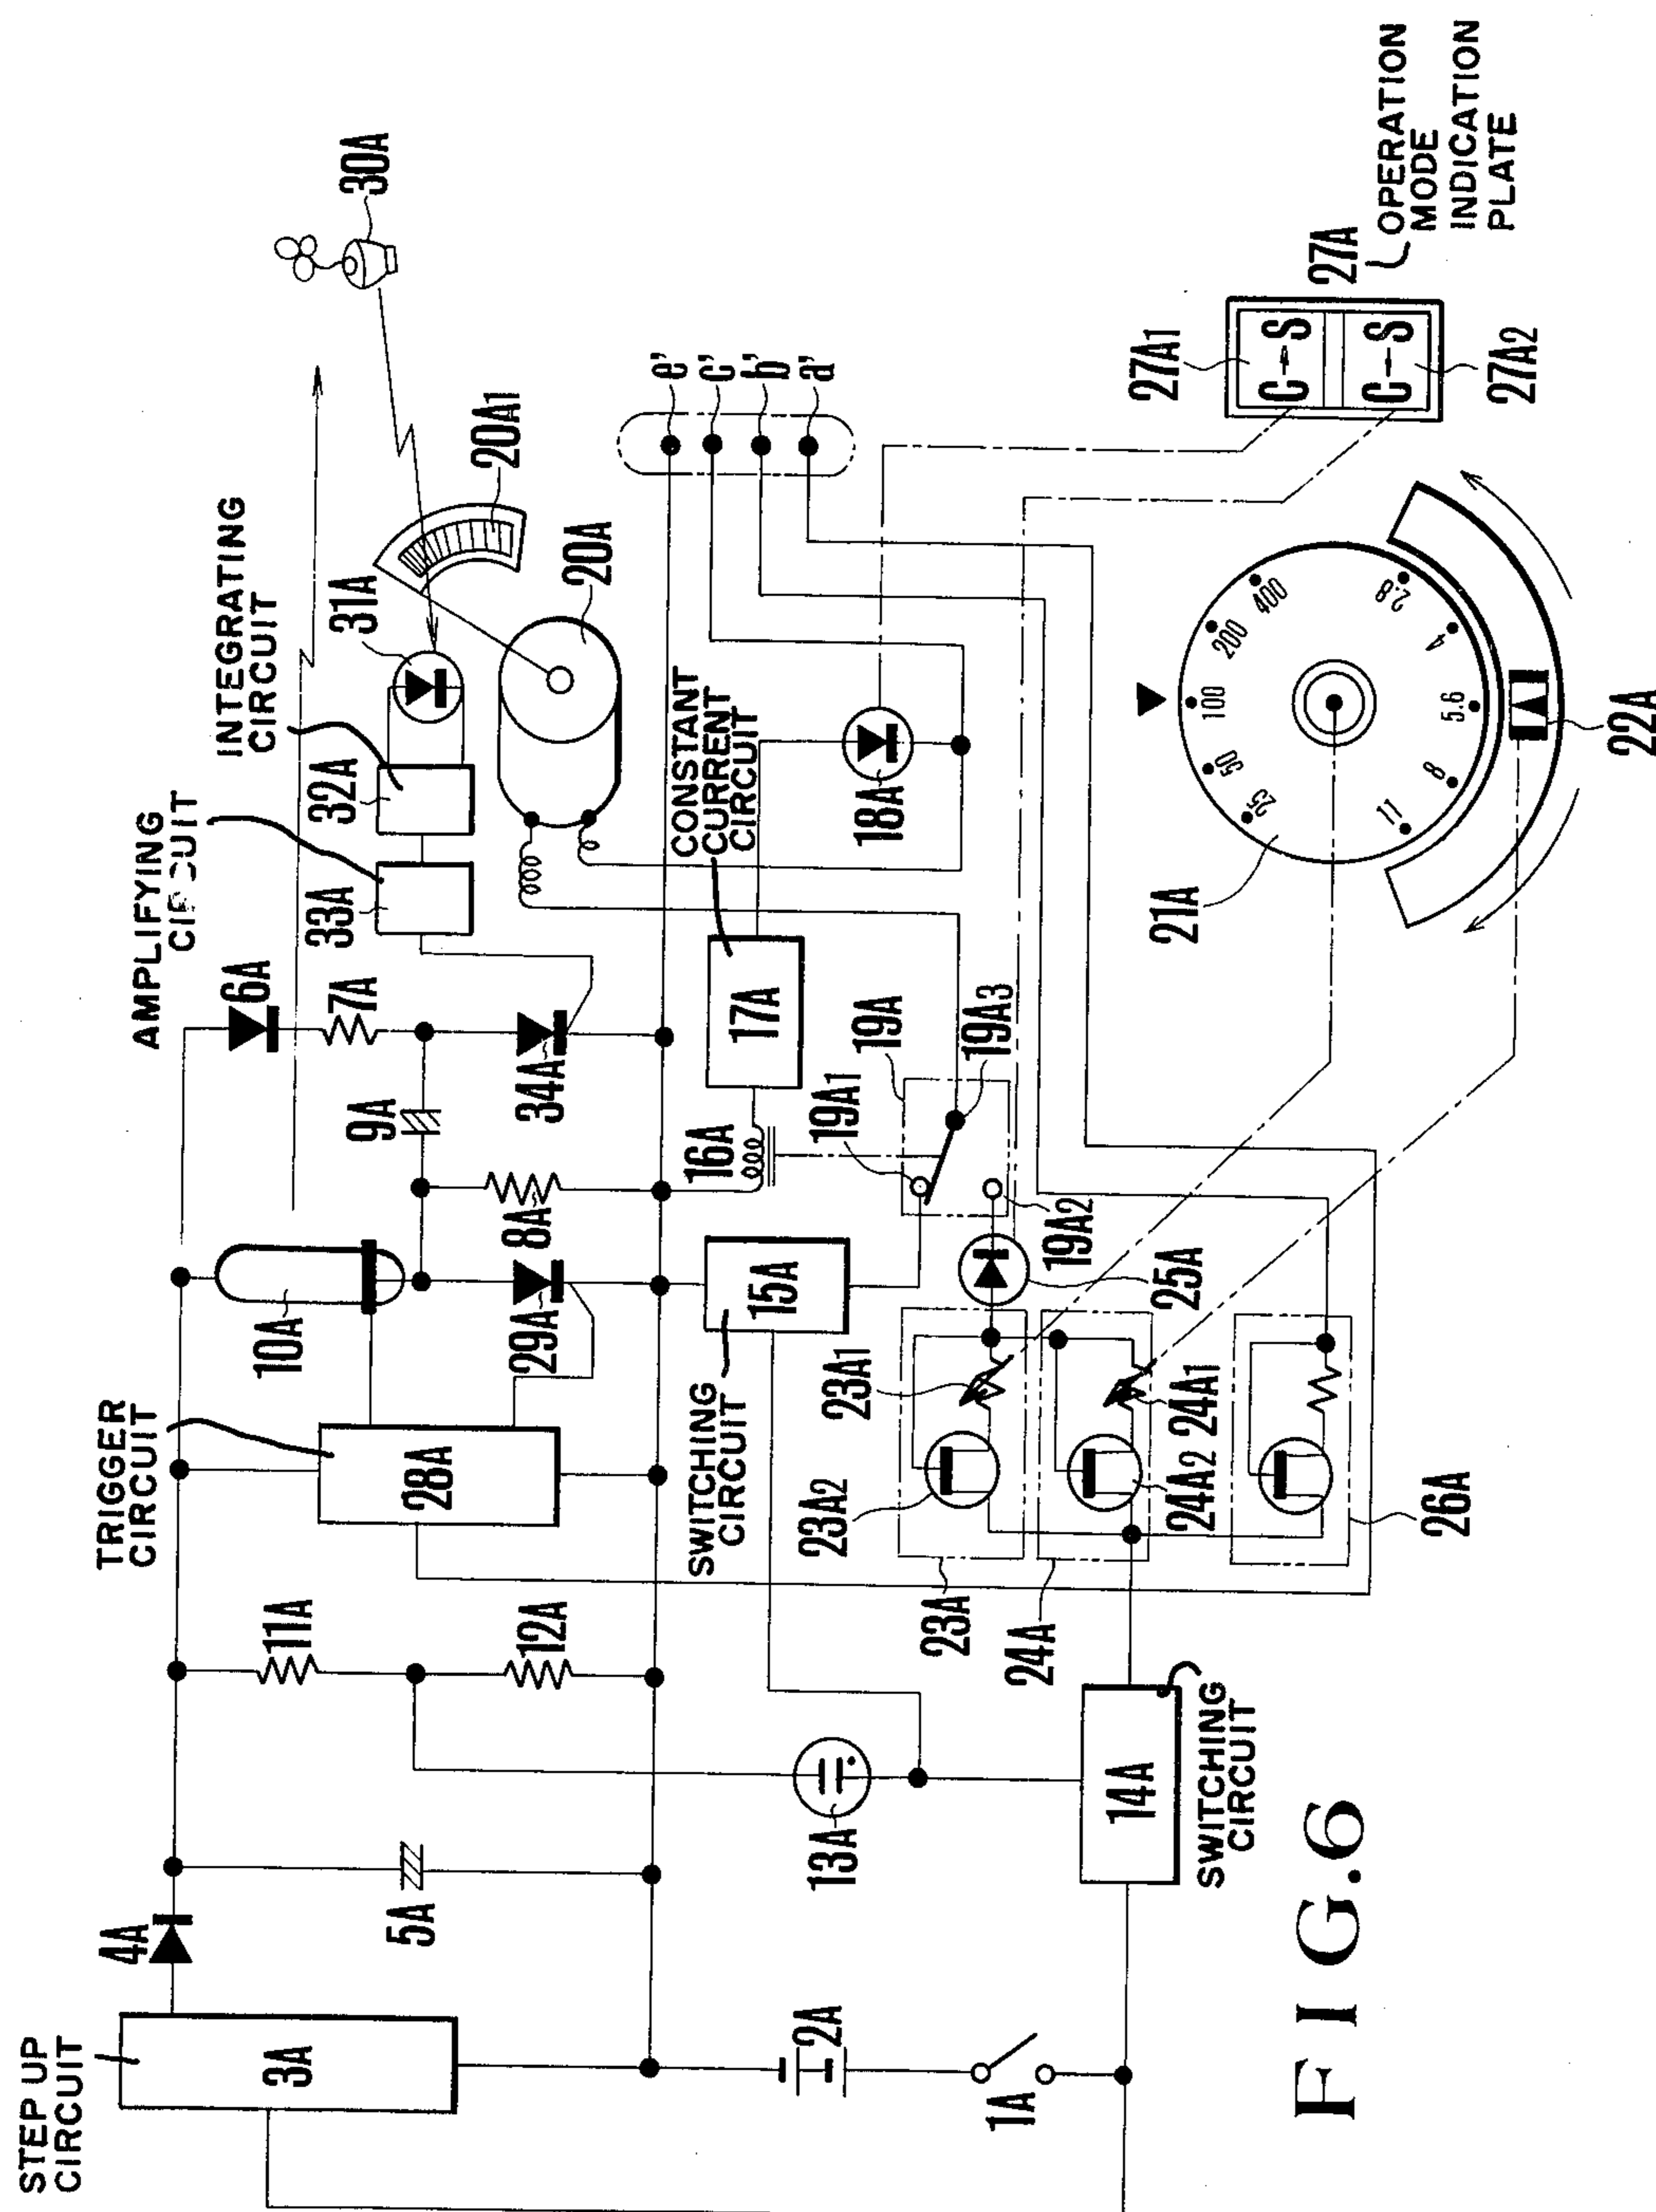 STEP UP
CIRCUIT
3A
4A
5A
2A
1A
11A
12A
13A
14A
SWITCHING
CIRCUIT
TRIGGER
CIRCUIT
28A
10A
29A
8A
9A
SWITCHING
CIRCUIT
15A
16A
23A
23A1
23A2
24A
24A1
24A2
25A
26A
AMPLIFYING
CIRCUIT
6A
7A
33A
34A
INTEGRATING
CIRCUIT
32A
31A
CONSTANT
CURRENT
CIRCUIT
17A
18A
19A
19A1
19A2
19A3
20A
20A1
30A
e'
c'
b'
a'
21A
22A
25
50
100
200
400
11
8
5.6
4
2.8
27A
27A1
C→S
C←S
27A2
OPERATION
MODE
INDICATION
PLATE
FIG.6